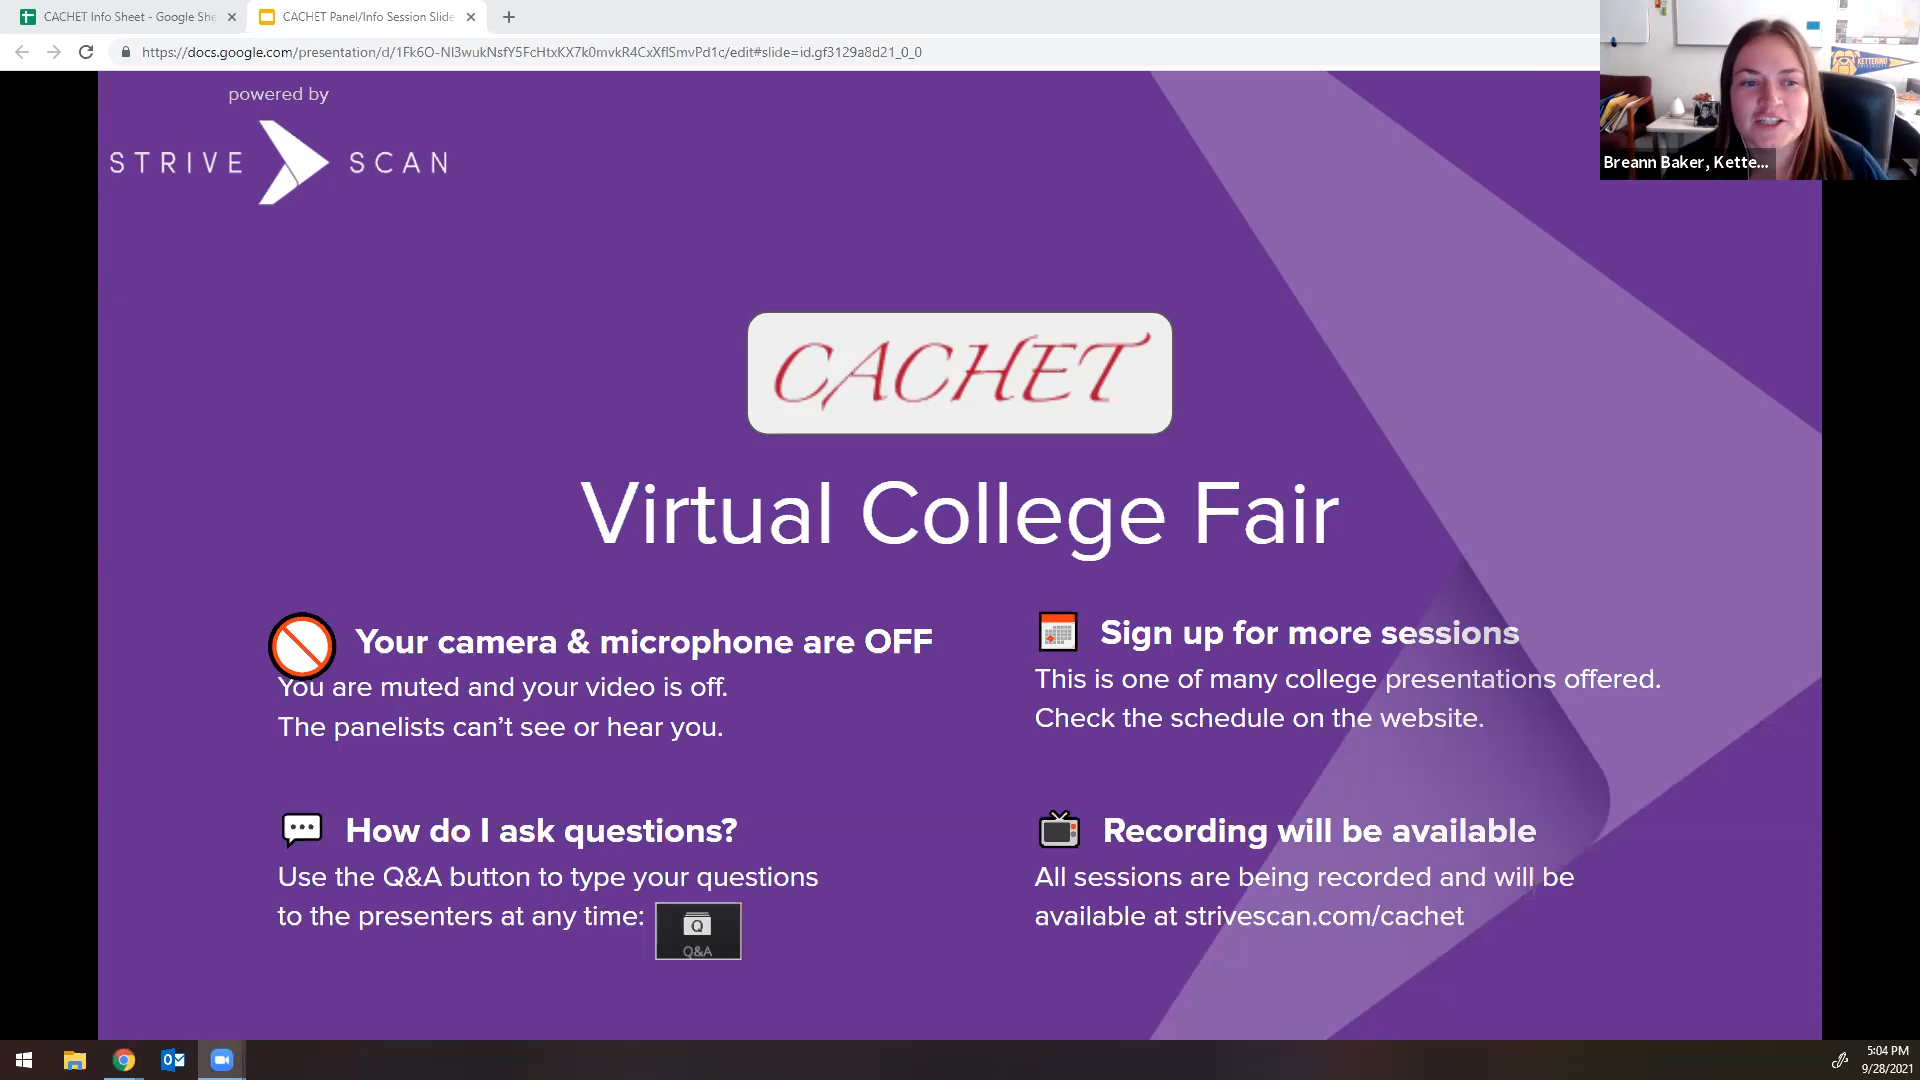 CACHET Info Sheet - Google She
CACHET Panel/Info Session Slide
https://docs.google.com/presentation/d/1Fk6O-Nl3wukNsfY5FcHtxKX7k0mvkR4CxXflSmvPd1c/edit#slide=id.gf3129a8d21_0_0
KETTERING
Breann Baker, Kette...
powered by
STRIVE SCAN
CACHET
Virtual College Fair
Your camera & microphone are OFF
You are muted and your video is off.
The panelists can’t see or hear you.
Sign up for more sessions
This is one of many college presentations offered.
Check the schedule on the website.
How do I ask questions?
Use the Q&A button to type your questions
to the presenters at any time:
Q
Q&A
Recording will be available
All sessions are being recorded and will be
available at strivescan.com/cachet
5:04 PM
9/28/2021